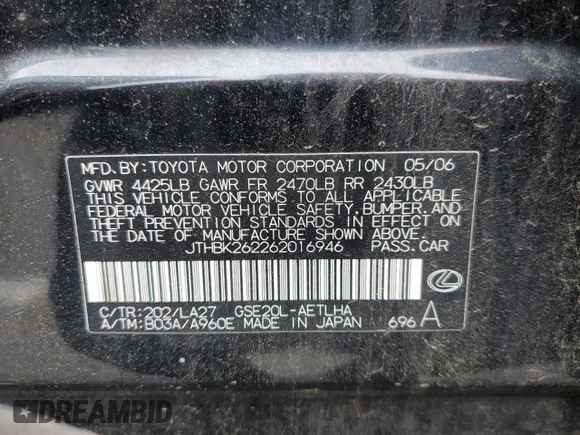 MFD. BY: TOYOTA MOTOR CORPORATION 05/06
GVWR 4425LB GAWR FR 2470LB RR 2430LB
THIS VEHICLE CONFORMS TO ALL APPLICABLE
FEDERAL MOTOR VEHICLE SAFETY, BUMPER, AND
THEFT PREVENTION STANDARDS IN EFFECT ON
THE DATE OF MANUFACTURE SHOWN ABOVE.
JTHBK262262016946 PASS. CAR
C/TR: 202/LA27 GSE20L-AETLHA
A/TM: B03A/A960E MADE IN JAPAN 696 A
DREAMBID